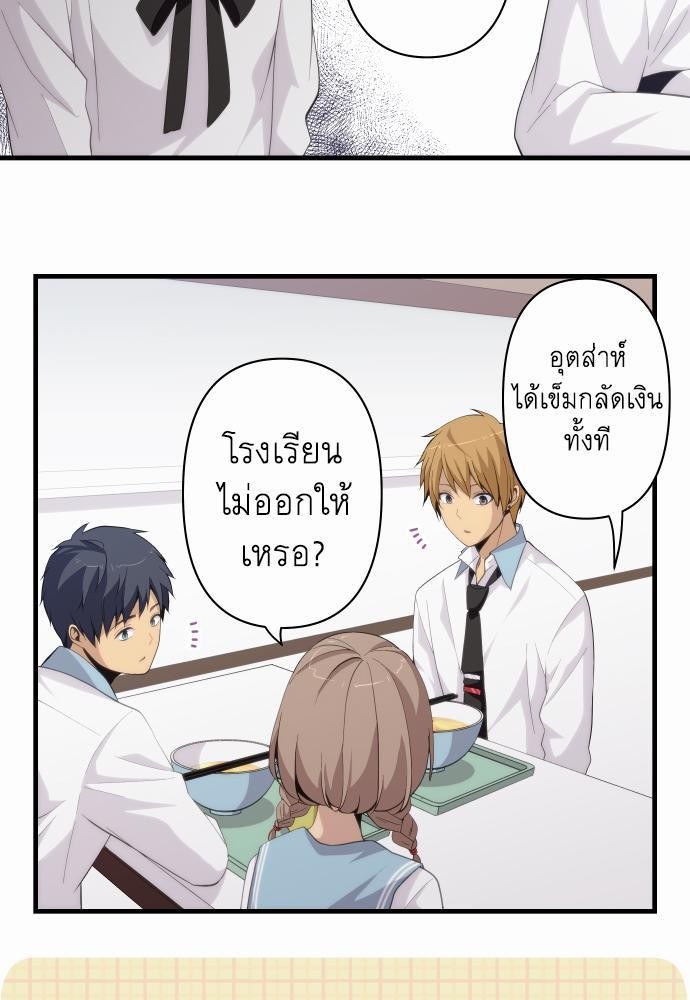 อุตส่าห์
ได้เข็มกลัดเงิน
ทั้งที
โรงเรียน
ไม่ออกให้
เหรอ?